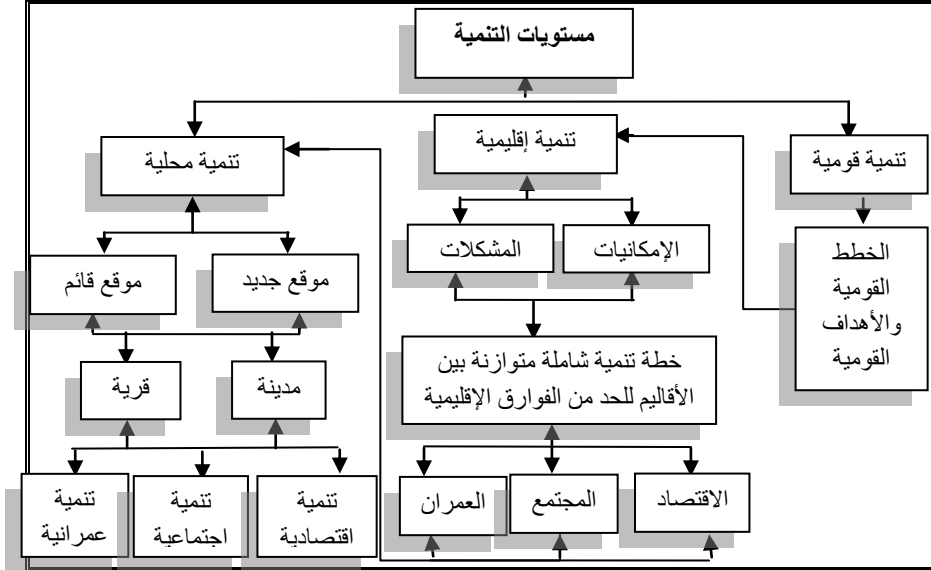 مستويات التنمية
تنمية قومية
تنمية إقليمية
تنمية محلية
الخطط
القومية
والأهداف
القومية
الإمكانيات
المشكلات
موقع جديد
موقع قائم
خطة تنمية شاملة متوازنة بين
الأقاليم للحد من الفوارق الإقليمية
مدينة
قرية
الاقتصاد
المجتمع
العمران
تنمية
اقتصادية
تنمية
اجتماعية
تنمية
عمرانية